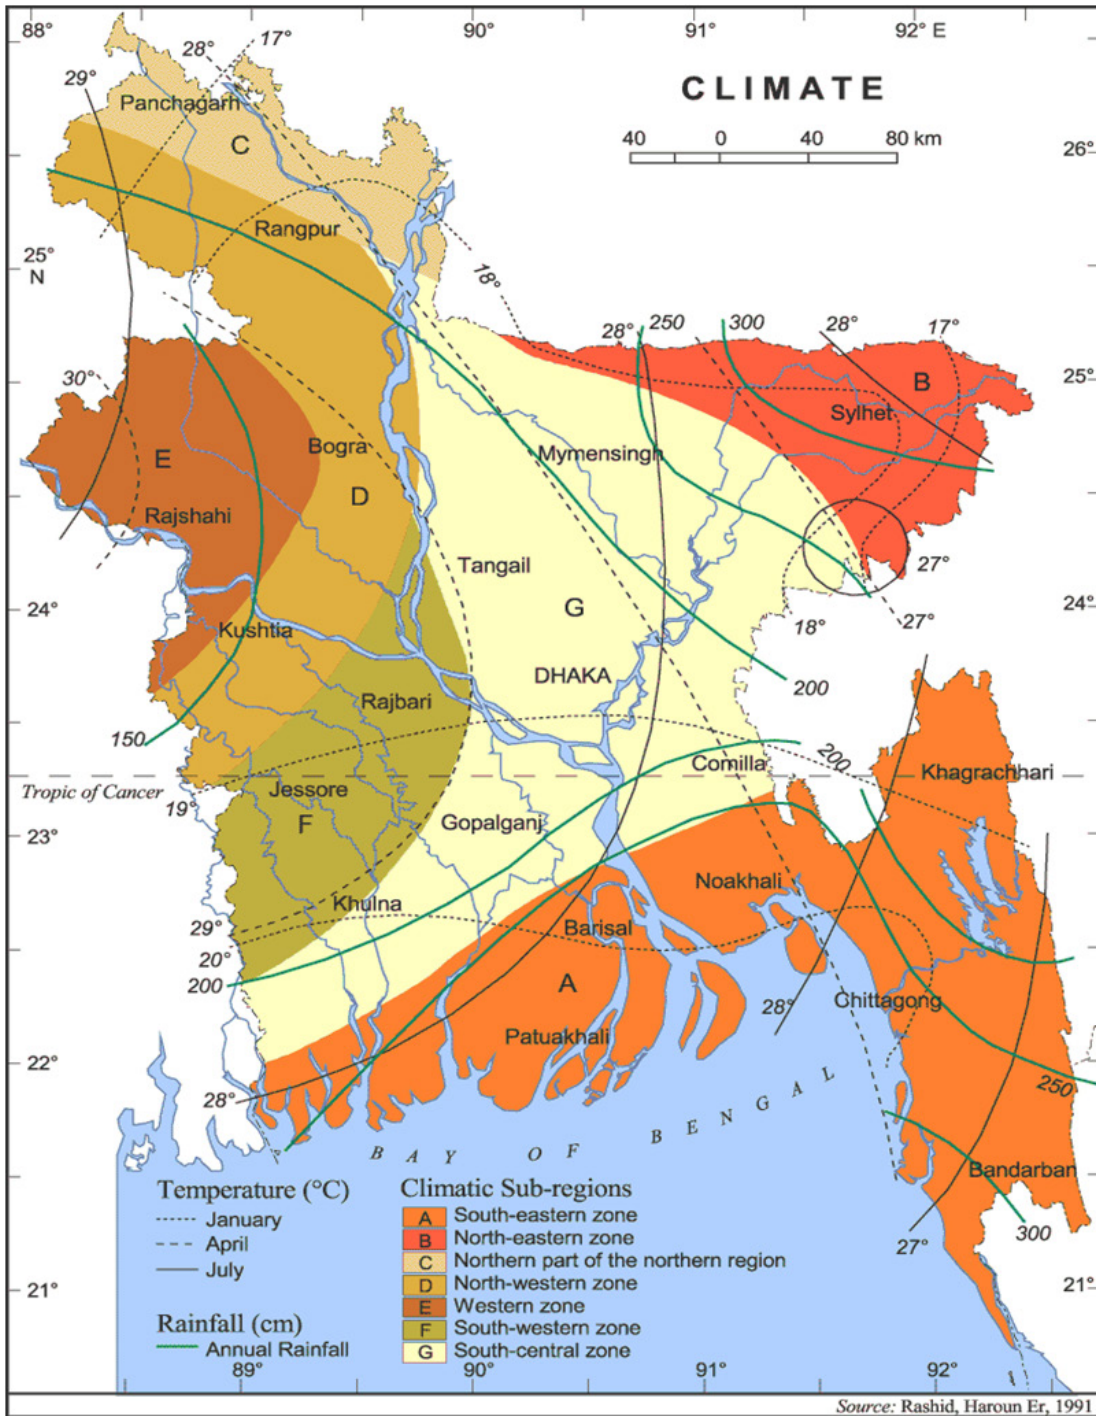 88° 90° 91° 92° E
28° 17°
29°
CLIMATE
Panchagarh
40 0 40 80 km
C
26° 26°
Rangpur
25°
N
18°
28° 250 300 28° 17°
30°
25° 25°
B
Sylhet
Bogra
Mymensingh
E
D
Rajshahi
Tangail
27°
24° G 24°
18° 27°
Kushtia
DHAKA
200
Rajbari
150
Comilla 200
Khagrachhari
Tropic of Cancer
Jessore
19°
F
Gopalganj
23° 23°
Noakhali
Khulna
29°
Barisal
20°
200
A
28° Chittagong
Patuakhali
22° 22°
28°
250
BAY OF BENGAL
Bandarban
Temperature (°C)
January
April
July
Rainfall (cm)
Annual Rainfall
Climatic Sub-regions
A South-eastern zone
B North-eastern zone
C Northern part of the northern region
D North-western zone
E Western zone
F South-western zone
G South-central zone
27° 300
21° 21°
89° 90° 91° 92°
Source: Rashid, Haroun Er, 1991